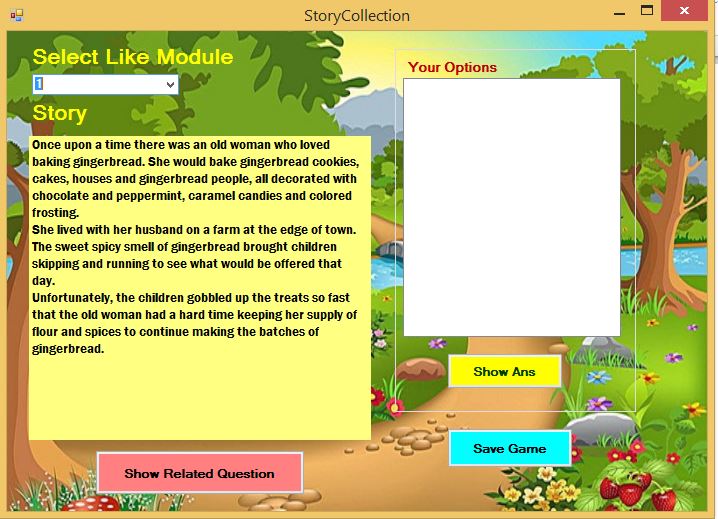 StoryCollection
Select Like Module
1
Story
Once upon a time there was an old woman who loved
baking gingerbread. She would bake gingerbread cookies,
cakes, houses and gingerbread people, all decorated with
chocolate and peppermint, caramel candies and colored
frosting.
She lived with her husband on a farm at the edge of town.
The sweet spicy smell of gingerbread brought children
skipping and running to see what would be offered that
day.
Unfortunately, the children gobbled up the treats so fast
that the old woman had a hard time keeping her supply of
flour and spices to continue making the batches of
gingerbread.
Show Related Question
Your Options
Show Ans
Save Game